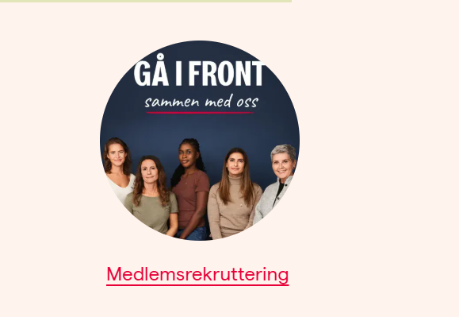 GÅ I FRONT
sammen med oss
Medlemsrekruttering